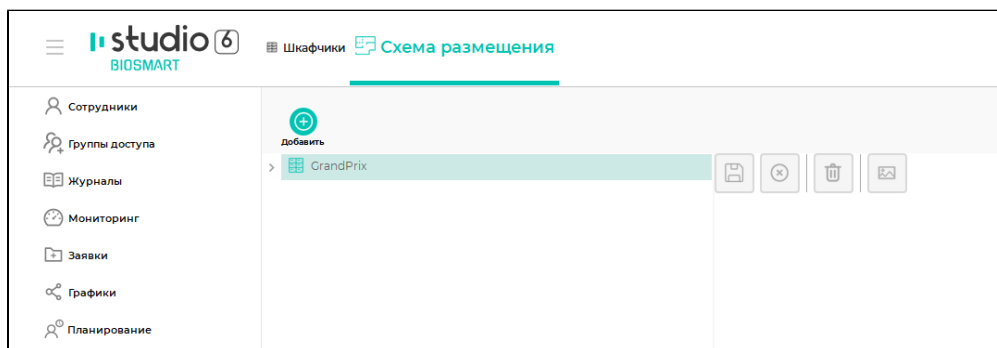 studio 6
BIOSMART
Шкафчики
Схема размещения
Сотрудники
Группы доступа
Журналы
Мониторинг
Заявки
Графики
Планирование
Добавить
GrandPrix